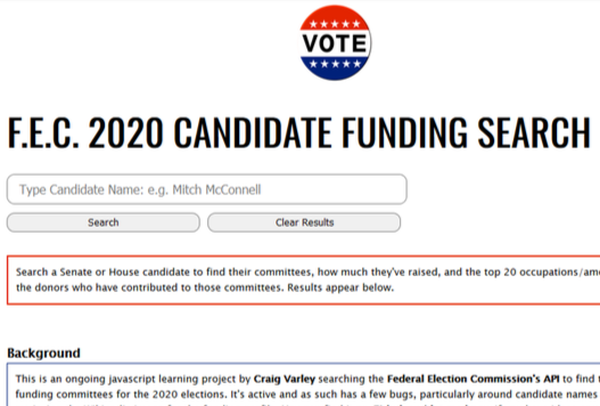 VOTE
F.E.C. 2020 CANDIDATE FUNDING SEARCH
Type Candidate Name: e.g. Mitch McConnell
Search Clear Results
Search a Senate or House candidate to find their committees, how much they've raised, and the top 20 occupations/am
the donors who have contributed to those committees. Results appear below.
Background
This is an ongoing javascript learning project by Craig Varley searching the Federal Election Commission's API to find
funding committees for the 2020 elections. It's active and as such has a few bugs, particularly around candidate names